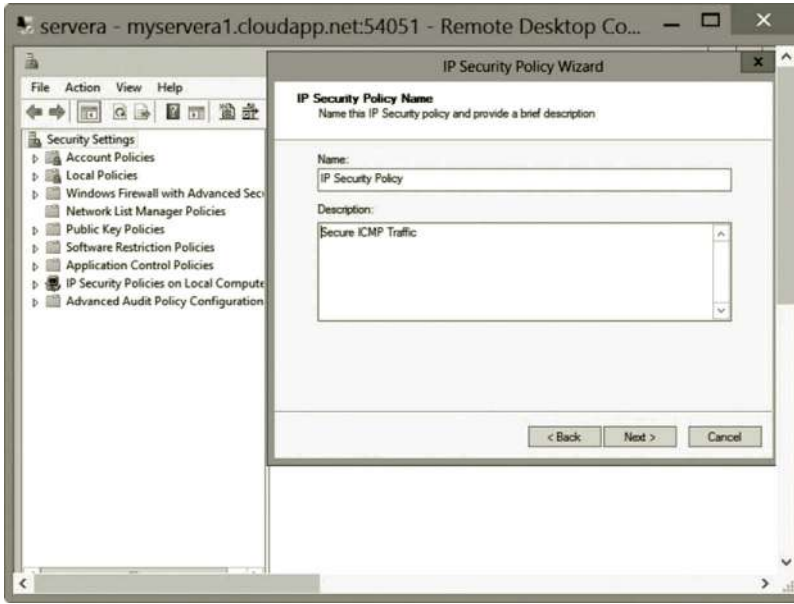 servera - myservera1.cloudapp.net:54051 - Remote Desktop Co...
IP Security Policy Wizard
File Action View Help
IP Security Policy Name
Name this IP Security policy and provide a brief description
Security Settings
Account Policies
Local Policies
Windows Firewall with Advanced Secu
Network List Manager Policies
Public Key Policies
Software Restriction Policies
Application Control Policies
IP Security Policies on Local Compute
Advanced Audit Policy Configuration
Name:
IP Security Policy
Description:
Secure ICMP Traffic
< Back
Next >
Cancel